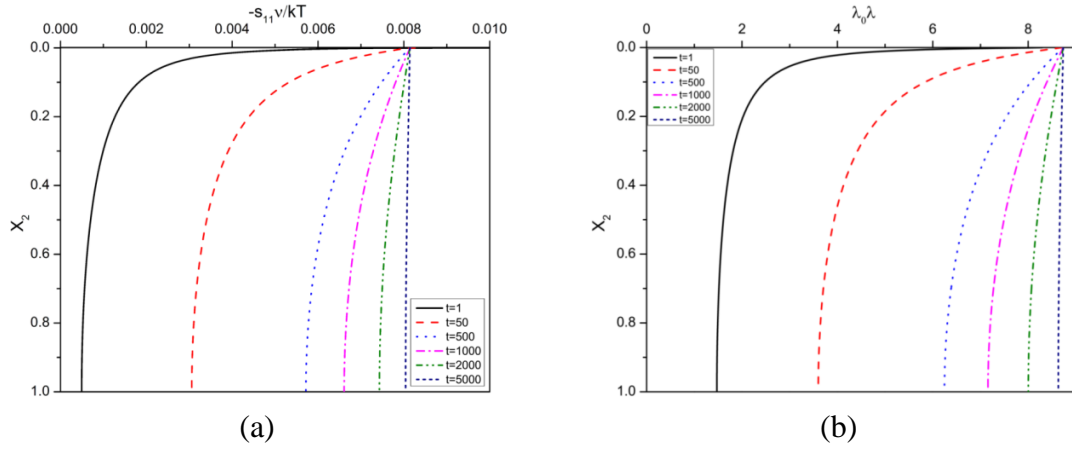 -s₁₁ν/kT
0.000 0.002 0.004 0.006 0.008 0.010
0.0
0.2
0.4
0.6
0.8
1.0
X₂
t=1
t=50
t=500
t=1000
t=2000
t=5000
(a)
λ₀λ
0 2 4 6 8
0.0
0.2
0.4
0.6
0.8
1.0
X₂
t=1
t=50
t=500
t=1000
t=2000
t=5000
(b)